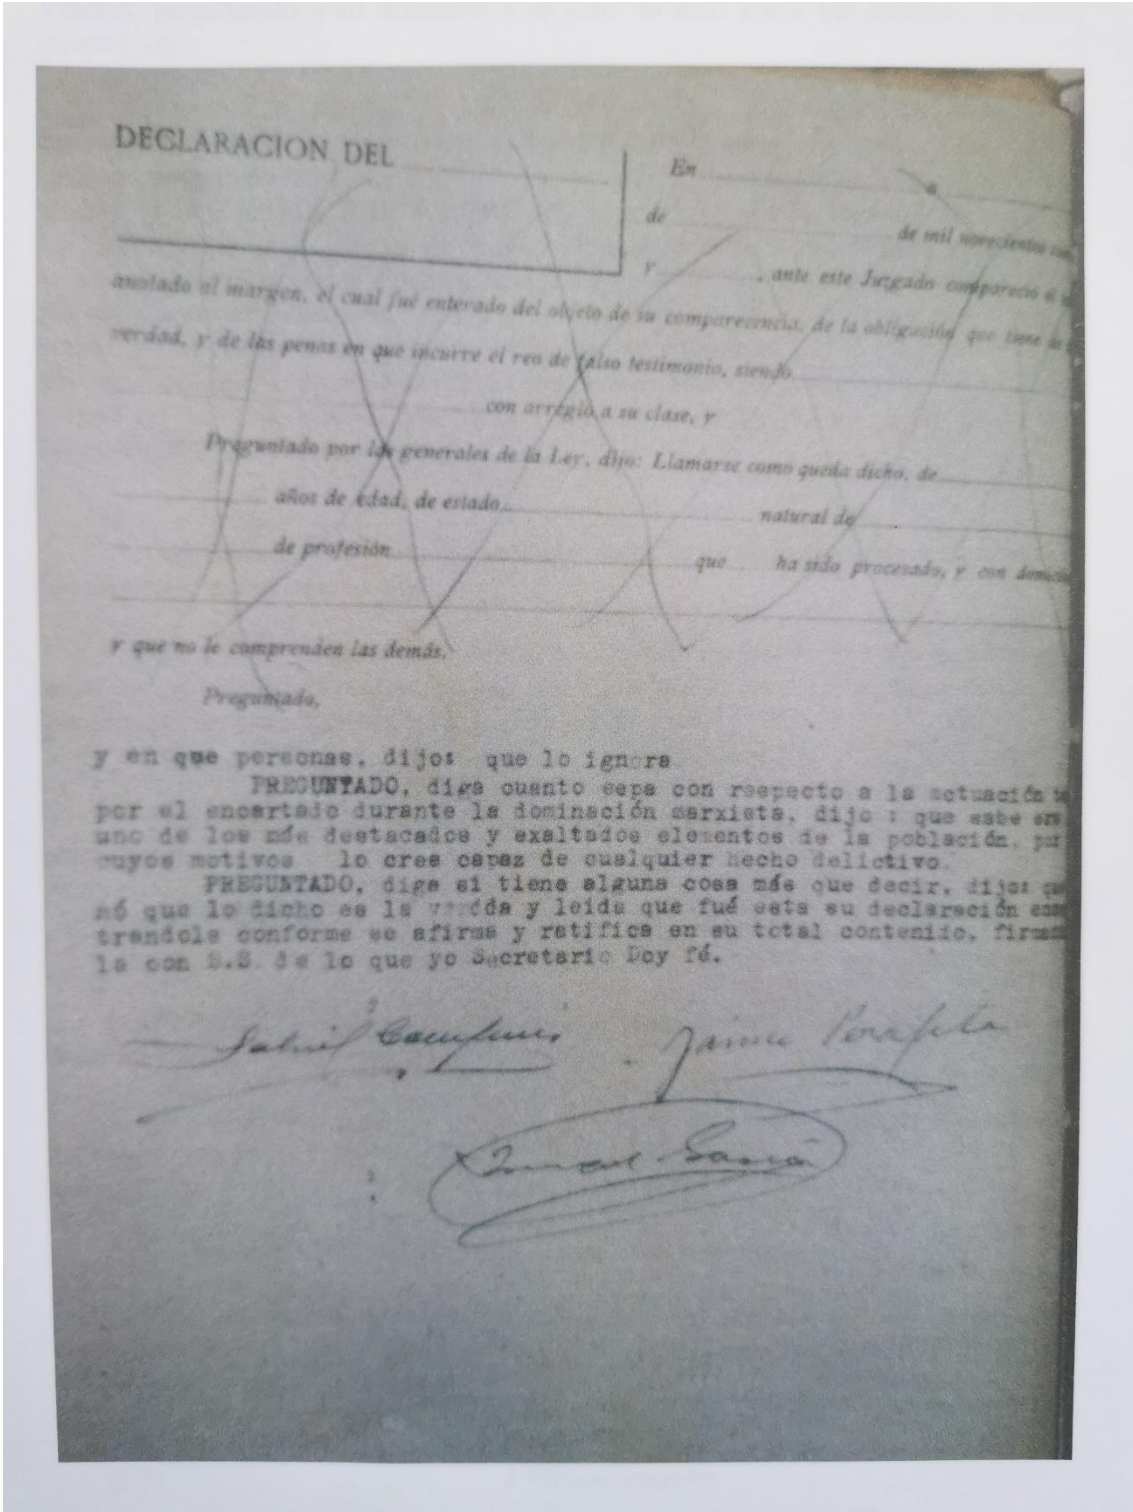 DECLARACION DEL
En a
de de mil novecientos
y , ante este Juzgado compareció el
anotado al margen, el cual fué enterado del objeto de su comparecencia, de la obligación que tiene de
verdad, y de las penas en que incurre el reo de falso testimonio, siendo
con arreglo a su clase, y
Preguntado por las generales de la Ley, dijo: Llamarse como queda dicho, de
años de edad, de estado natural de
de profesión que ha sido procesado, y con
y que no le comprenden las demás.
Preguntado,
y en que personas, dijo: que lo ignora
PREGUNTADO, diga cuanto sepa con respecto a la actuación
por el encartado durante la dominación marxista, dijo : que sabe era
uno de los más destacados y exaltados elementos de la población, por
cuyos motivos lo cree capaz de cualquier hecho delictivo.
PREGUNTADO, diga si tiene alguna cosa más que decir, dijo: que
nó que lo dicho es la verdda y leida que fué esta su declaración
trandola conforme se afirma y ratifica en su total contenido,
la con S.S. de lo que yo Secretario Doy fé.
Jaime